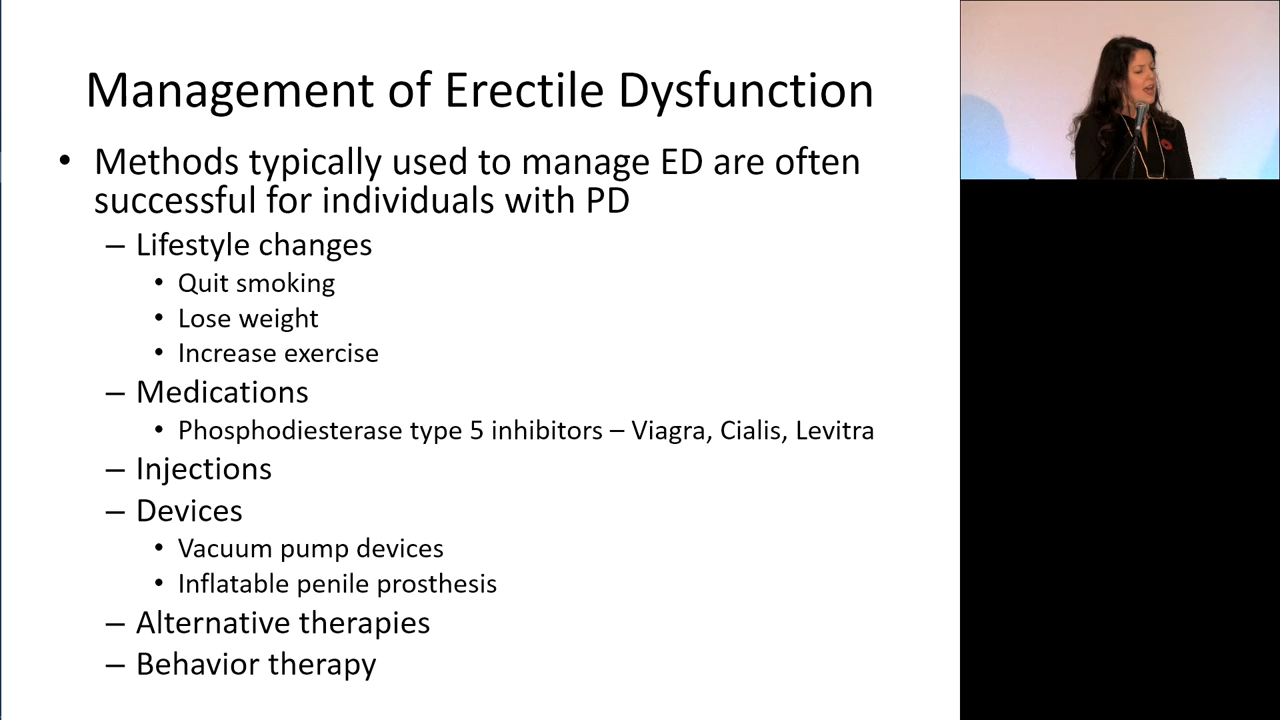 Management of Erectile Dysfunction
• Methods typically used to manage ED are often
successful for individuals with PD
– Lifestyle changes
• Quit smoking
• Lose weight
• Increase exercise
– Medications
• Phosphodiesterase type 5 inhibitors – Viagra, Cialis, Levitra
– Injections
– Devices
• Vacuum pump devices
• Inflatable penile prosthesis
– Alternative therapies
– Behavior therapy